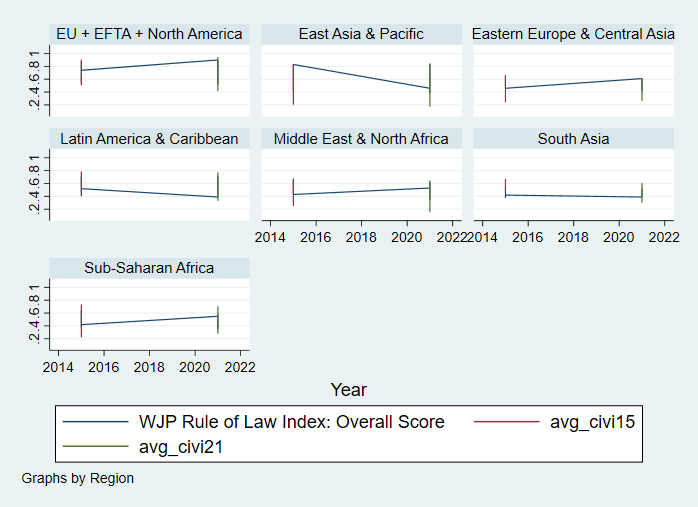 EU + EFTA + North America
East Asia & Pacific
Eastern Europe & Central Asia
.2 .4 .6 .8 1
Latin America & Caribbean
Middle East & North Africa
South Asia
.2 .4 .6 .8 1
2014 2016 2018 2020 2022
2014 2016 2018 2020 2022
Sub-Saharan Africa
.2 .4 .6 .8 1
2014 2016 2018 2020 2022
Year
WJP Rule of Law Index: Overall Score
avg_civi15
avg_civi21
Graphs by Region